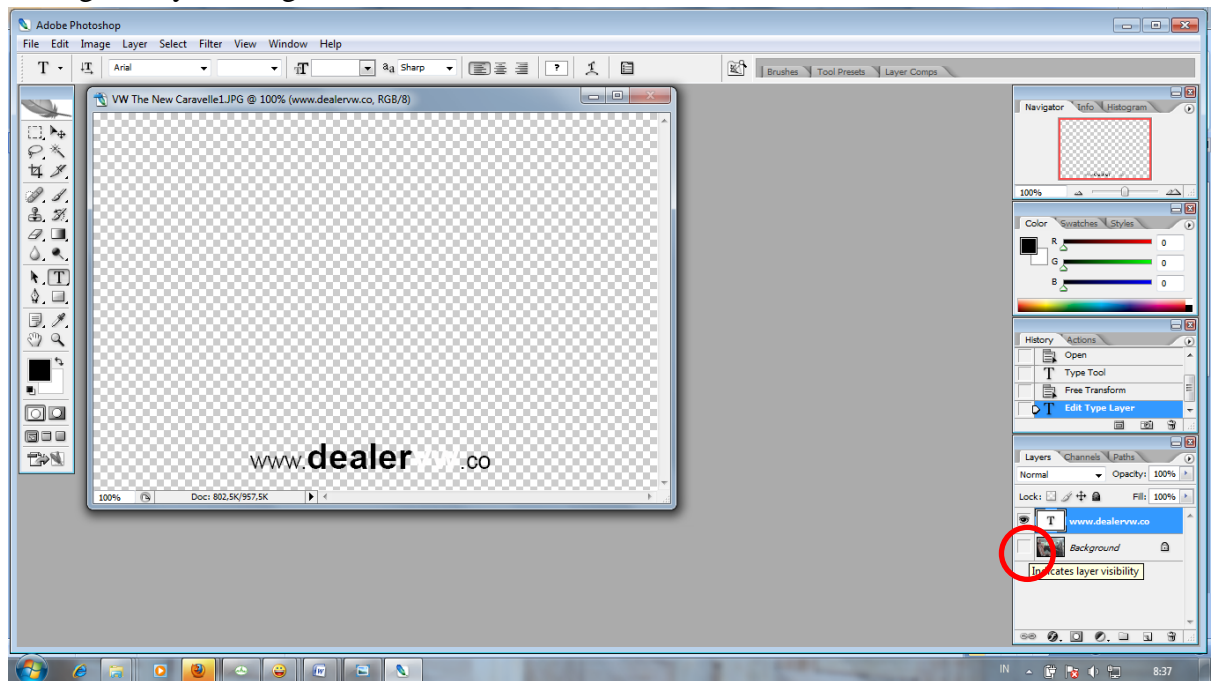 Adobe Photoshop
File Edit Image Layer Select Filter View Window Help
T Arial T aa Sharp ? Brushes Tool Presets Layer Comps
VW The New Caravelle1.JPG @ 100% (www.dealervw.co, RGB/8)
www.dealervw.co
100% Doc: 802,5K/957,5K
Navigator Info Histogram
100%
Color Swatches Styles
R 0
G 0
B 0
History Actions
Open
T Type Tool
Free Transform
T Edit Type Layer
Layers Channels Paths
Normal Opacity: 100%
Lock: Fill: 100%
T www.dealervw.co
Background
Indicates layer visibility
IN 8:37